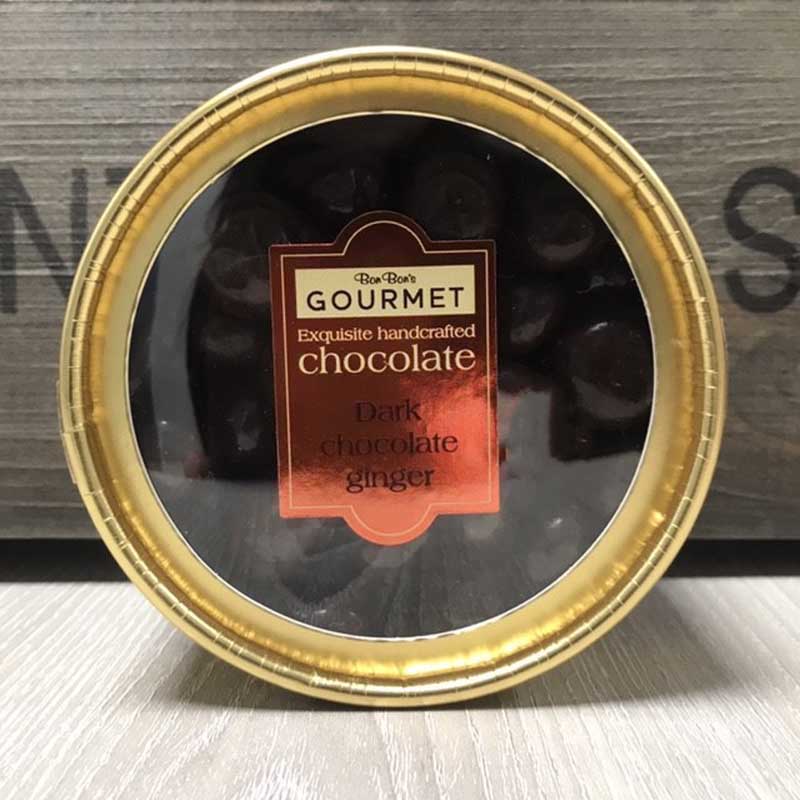 Bon Bon's
GOURMET
Exquisite handcrafted
chocolate
Dark
chocolate
ginger